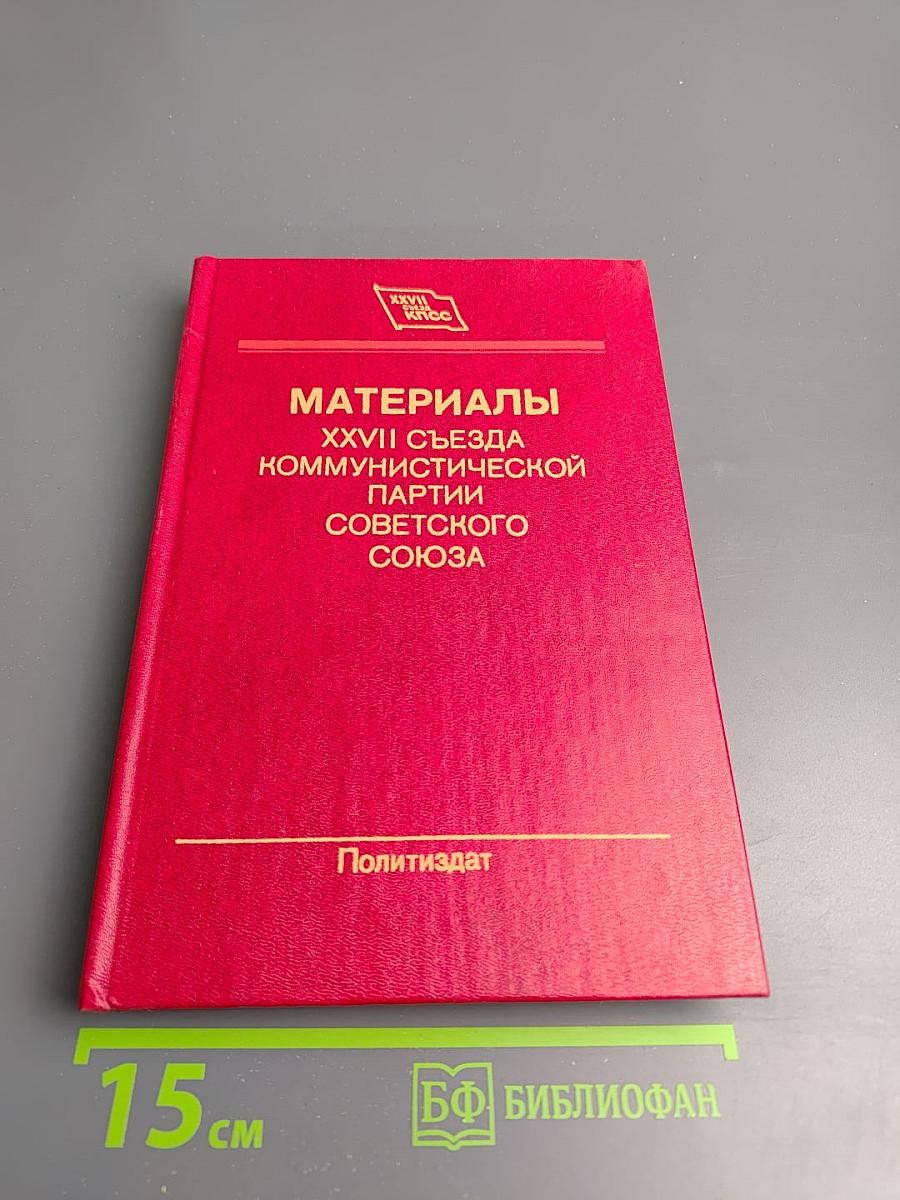 XXVII
СЪЕЗД
КПСС
МАТЕРИАЛЫ
XXVII СЪЕЗДА
КОММУНИСТИЧЕСКОЙ
ПАРТИИ
СОВЕТСКОГО
СОЮЗА
Политиздат
15 см
БФ БИБЛИОФАН